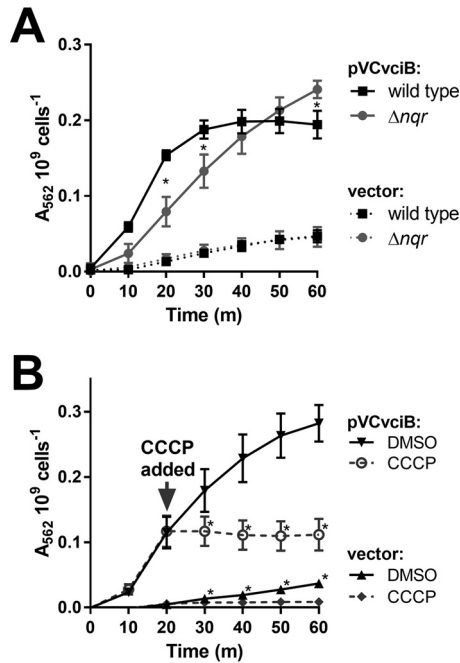 A
0.3
0.2
0.1
0.0
A562 10^9 cells^-1
0 10 20 30 40 50 60
Time (m)
* * *
pVCvciB:
wild type
Δnqr
vector:
wild type
Δnqr
B
0.3
0.2
0.1
0.0
A562 10^9 cells^-1
CCCP
added
* * * *
* * * *
0 10 20 30 40 50 60
Time (m)
pVCvciB:
DMSO
CCCP
vector:
DMSO
CCCP